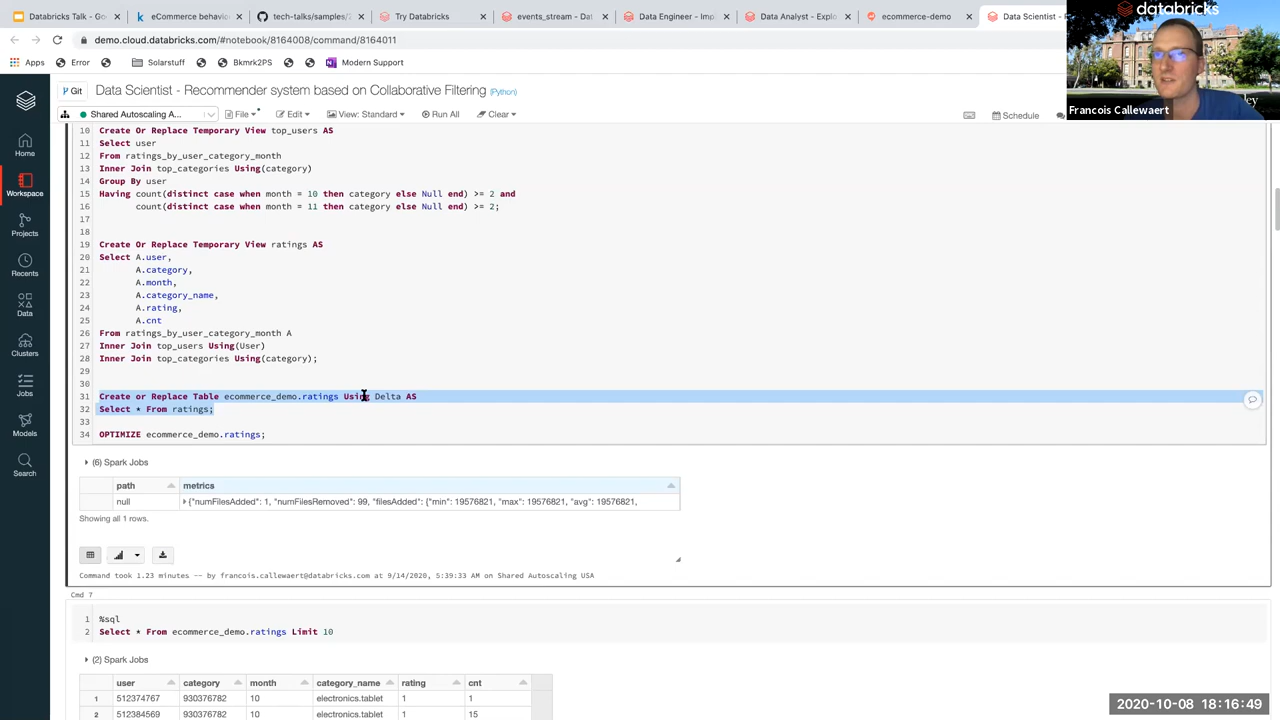 Databricks Talk - Go
eCommerce behavio
tech-talks/samples/
Try Databricks
events_stream - Dat
Data Engineer - Imp
Data Analyst - Explo
ecommerce-demo
Data Scientist -
databricks
demo.cloud.databricks.com/#notebook/8164008/command/8164011
Apps
Error
Solarstuff
Bkmrk2PS
Modern Support
Francois Callewaert
Git
Data Scientist - Recommender system based on Collaborative Filtering (Python)
Shared Autoscaling A...
File
Edit
View: Standard
Run All
Clear
Schedule
Home
Workspace
Projects
Recents
Data
Clusters
Jobs
Models
Search
10 Create Or Replace Temporary View top_users AS
11 Select user
12 From ratings_by_user_category_month
13 Inner Join top_categories Using(category)
14 Group By user
15 Having count(distinct case when month = 10 then category else Null end) >= 2 and
16 count(distinct case when month = 11 then category else Null end) >= 2;
17
18
19 Create Or Replace Temporary View ratings AS
20 Select A.user,
21 A.category,
22 A.month,
23 A.category_name,
24 A.rating,
25 A.cnt
26 From ratings_by_user_category_month A
27 Inner Join top_users Using(User)
28 Inner Join top_categories Using(category);
29
30
31 Create or Replace Table ecommerce_demo.ratings Using Delta AS
32 Select * From ratings;
33
34 OPTIMIZE ecommerce_demo.ratings;
(6) Spark Jobs
path metrics
null {"numFilesAdded": 1, "numFilesRemoved": 99, "filesAdded": {"min": 19576821, "max": 19576821, "avg": 19576821,
Showing all 1 rows.
Command took 1.23 minutes -- by francois.callewaert@databricks.com at 9/14/2020, 5:39:33 AM on Shared Autoscaling USA
Cmd 7
1 %sql
2 Select * From ecommerce_demo.ratings Limit 10
(2) Spark Jobs
user category month category_name rating cnt
1 512374767 930376782 10 electronics.tablet 1 1
2 512384569 930376782 10 electronics.tablet 1 15
2020-10-08 18:16:49